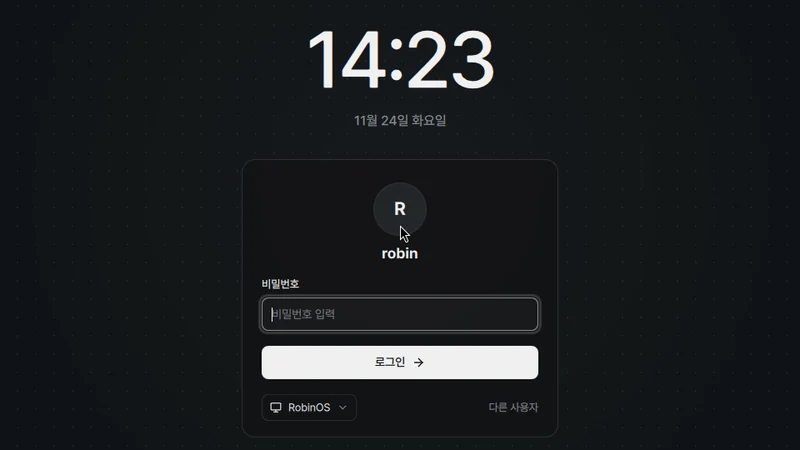 14:23
11월 24일 화요일
R
robin
비밀번호
비밀번호 입력
로그인
RobinOS
다른 사용자